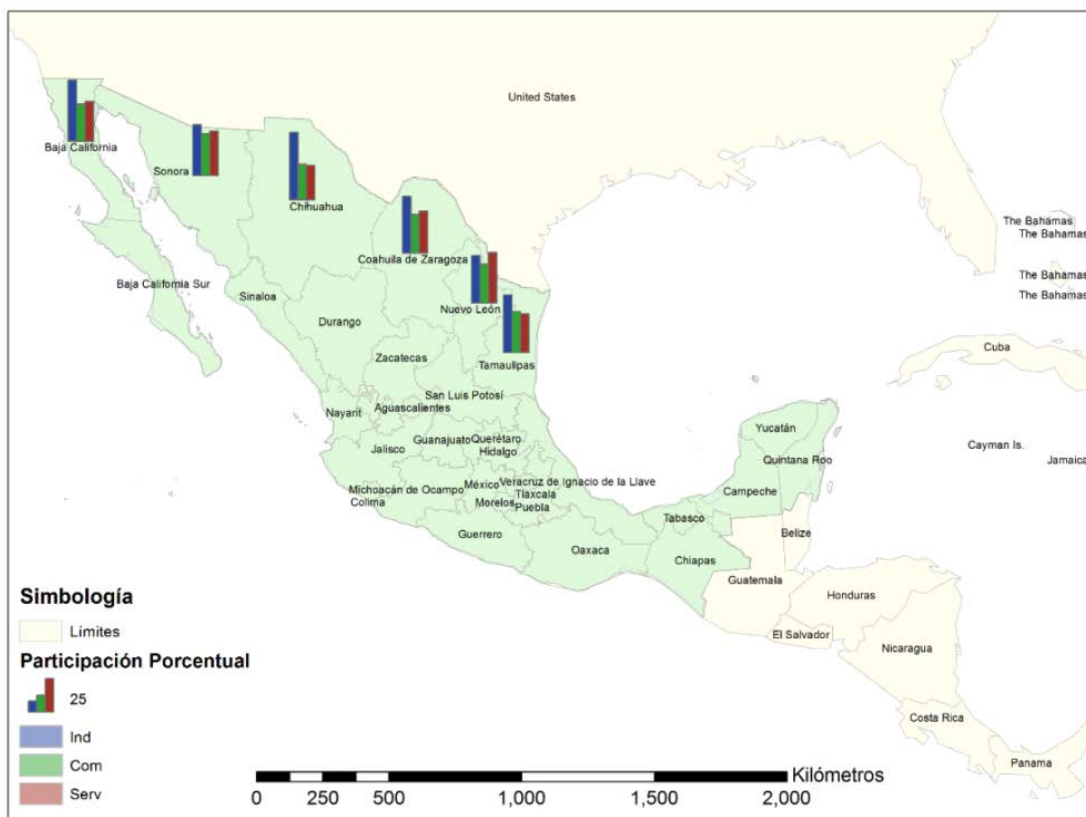 United States
Baja California
Sonora
Chihuahua
Coahuila de Zaragoza
Nuevo León
Tamaulipas
Baja California Sur
Sinaloa
Durango
Zacatecas
San Luis Potosí
Nayarit
Aguascalientes
Jalisco
Guanajuato
Querétaro
Hidalgo
Michoacán de Ocampo
Colima
México
Morelos
Veracruz de Ignacio de la Llave
Tlaxcala
Puebla
Guerrero
Oaxaca
Tabasco
Chiapas
Campeche
Yucatán
Quintana Roo
The Bahamas
The Bahamas
The Bahamas
The Bahamas
Cuba
Cayman Is.
Jamaica
Belize
Guatemala
Honduras
El Salvador
Nicaragua
Costa Rica
Panama
Simbología
Límites
Participación Porcentual
25
Ind
Com
Serv
Kilómetros
0 250 500 1,000 1,500 2,000